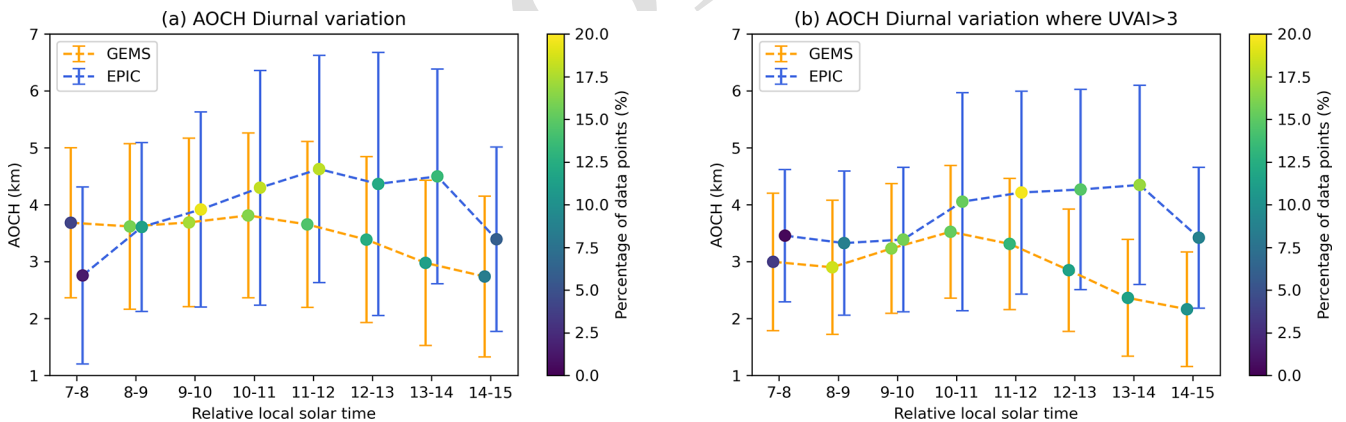 (a) AOCH Diurnal variation
GEMS
EPIC
AOCH (km)
7
6
5
4
3
2
1
7-8 8-9 9-10 10-11 11-12 12-13 13-14 14-15
Relative local solar time
20.0
17.5
15.0
12.5
10.0
7.5
5.0
2.5
0.0
Percentage of data points (%)
(b) AOCH Diurnal variation where UVAI>3
GEMS
EPIC
AOCH (km)
7
6
5
4
3
2
1
7-8 8-9 9-10 10-11 11-12 12-13 13-14 14-15
Relative local solar time
20.0
17.5
15.0
12.5
10.0
7.5
5.0
2.5
0.0
Percentage of data points (%)